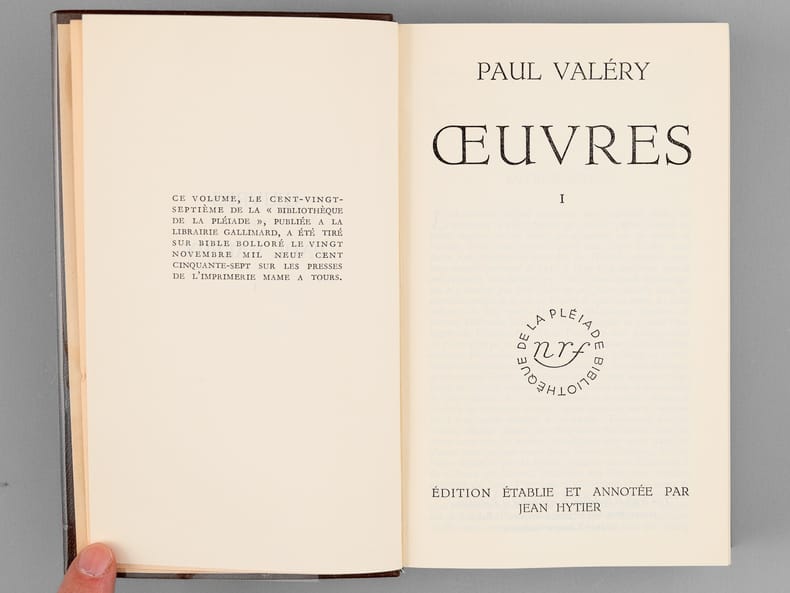 CE VOLUME, LE CENT-VINGT-
SEPTIÈME DE LA « BIBLIOTHÈQUE
DE LA PLÉIADE », PUBLIÉE A LA
LIBRAIRIE GALLIMARD, A ÉTÉ TIRÉ
SUR BIBLE BOLLORÉ LE VINGT
NOVEMBRE MIL NEUF CENT
CINQUANTE-SEPT SUR LES PRESSES
DE L'IMPRIMERIE MAME A TOURS.
PAUL VALÉRY
ŒUVRES
I
BIBLIOTHÈQUE DE LA PLÉIADE
nrf
ÉDITION ÉTABLIE ET ANNOTÉE PAR
JEAN HYTIER